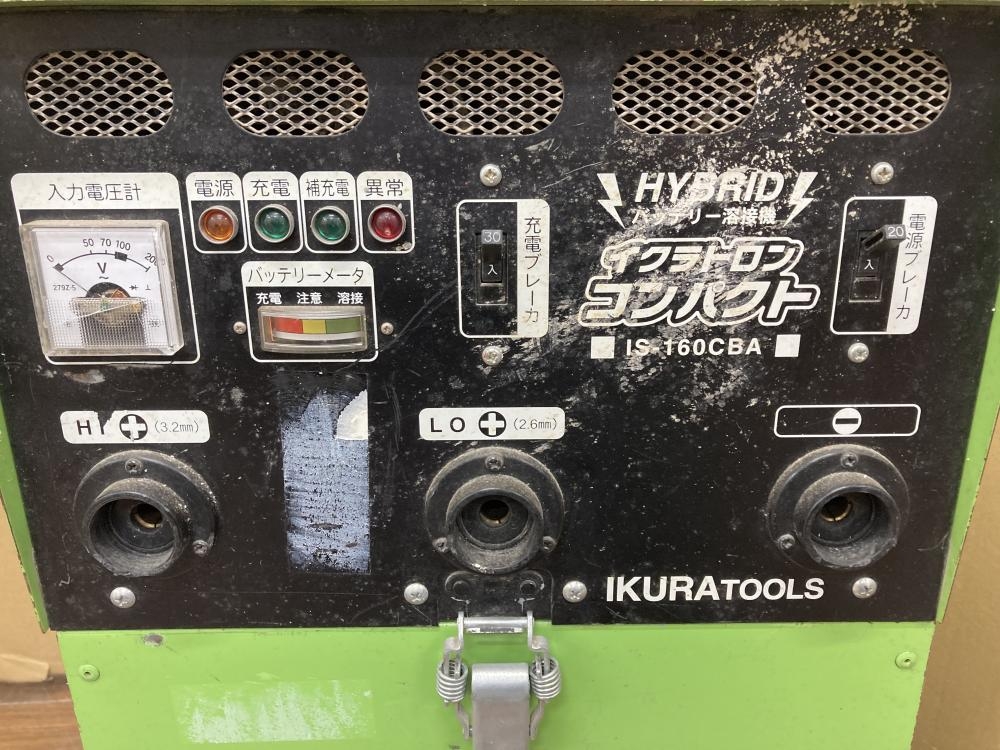 入力電圧計
0 50 70 100 200
V
279Z-5
電源
充電
補充電
異常
バッテリーメータ
充電 注意 溶接
30
入
充電ブレーカ
HYBRID
バッテリー溶接機
イクラトロン
コンパクト
IS-160CBA
20
入
電源ブレーカ
HI + (3.2mm)
LO + (2.6mm)
−
IKURATOOLS